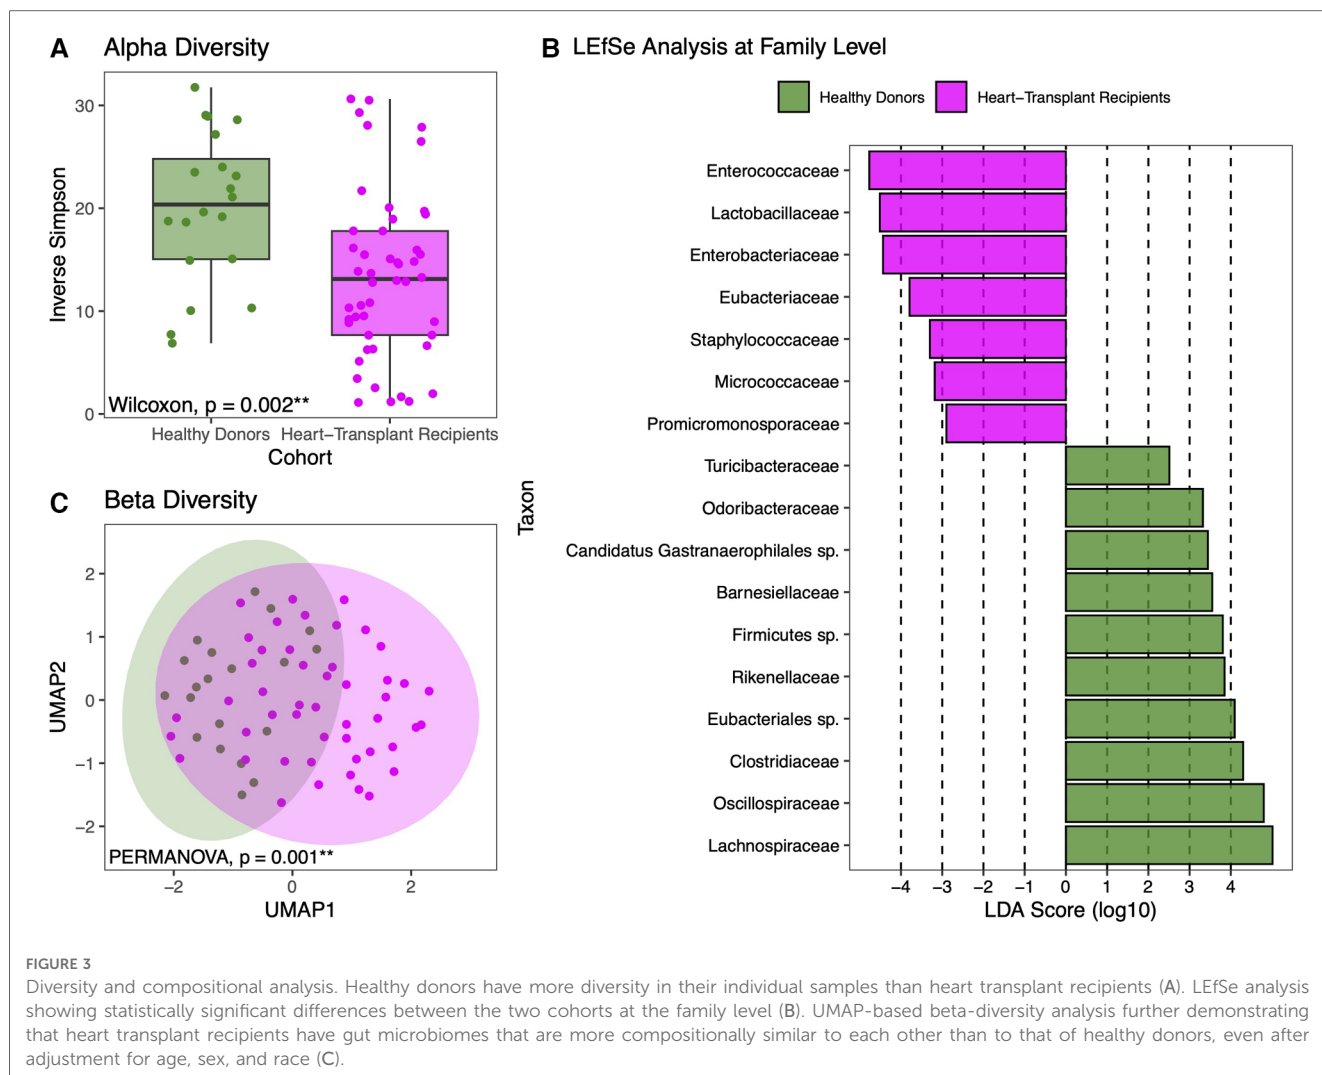 A Alpha Diversity
Inverse Simpson
30
20
10
0
Wilcoxon, p = 0.002**
Healthy Donors Heart–Transplant Recipients
Cohort
B LEfSe Analysis at Family Level
Healthy Donors Heart–Transplant Recipients
Taxon
Enterococcaceae
Lactobacillaceae
Enterobacteriaceae
Eubacteriaceae
Staphylococcaceae
Micrococcaceae
Promicromonosporaceae
Turicibacteraceae
Odoribacteraceae
Candidatus Gastranaerophilales sp.
Barnesiellaceae
Firmicutes sp.
Rikenellaceae
Eubacteriales sp.
Clostridiaceae
Oscillospiraceae
Lachnospiraceae
−4 −3 −2 −1 0 1 2 3 4
LDA Score (log10)
C Beta Diversity
UMAP2
2
1
0
−1
−2
PERMANOVA, p = 0.001**
−2 0 2
UMAP1
FIGURE 3
Diversity and compositional analysis. Healthy donors have more diversity in their individual samples than heart transplant recipients (A). LEfSe analysis
showing statistically significant differences between the two cohorts at the family level (B). UMAP-based beta-diversity analysis further demonstrating
that heart transplant recipients have gut microbiomes that are more compositionally similar to each other than to that of healthy donors, even after
adjustment for age, sex, and race (C).